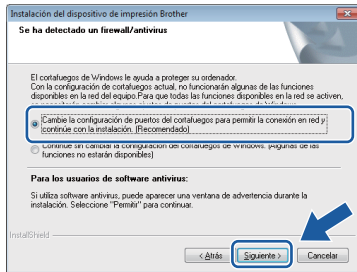 Instalación del dispositivo de impresión Brother
Se ha detectado un firewall/antivirus
El cortafuegos de Windows le ayuda a proteger su ordenador.
Con la configuración de cortafuegos actual, no funcionarán algunas de las funciones
disponibles en la red del equipo.Para que todas las funciones disponibles en la red se activen,
Cambie la configuración de puertos del cortafuegos para permitir la conexión en red y
continúe con la instalación. (Recomendado)
Continúe sin cambiar la configuración del cortafuegos de Windows. (Algunas de las
funciones no estarán disponibles)
Para los usuarios de software antivirus:
Si utiliza software antivirus, puede aparecer una ventana de advertencia durante la
instalación. Seleccione "Permitir" para continuar.
InstallShield
< Atrás
Siguiente >
Cancelar